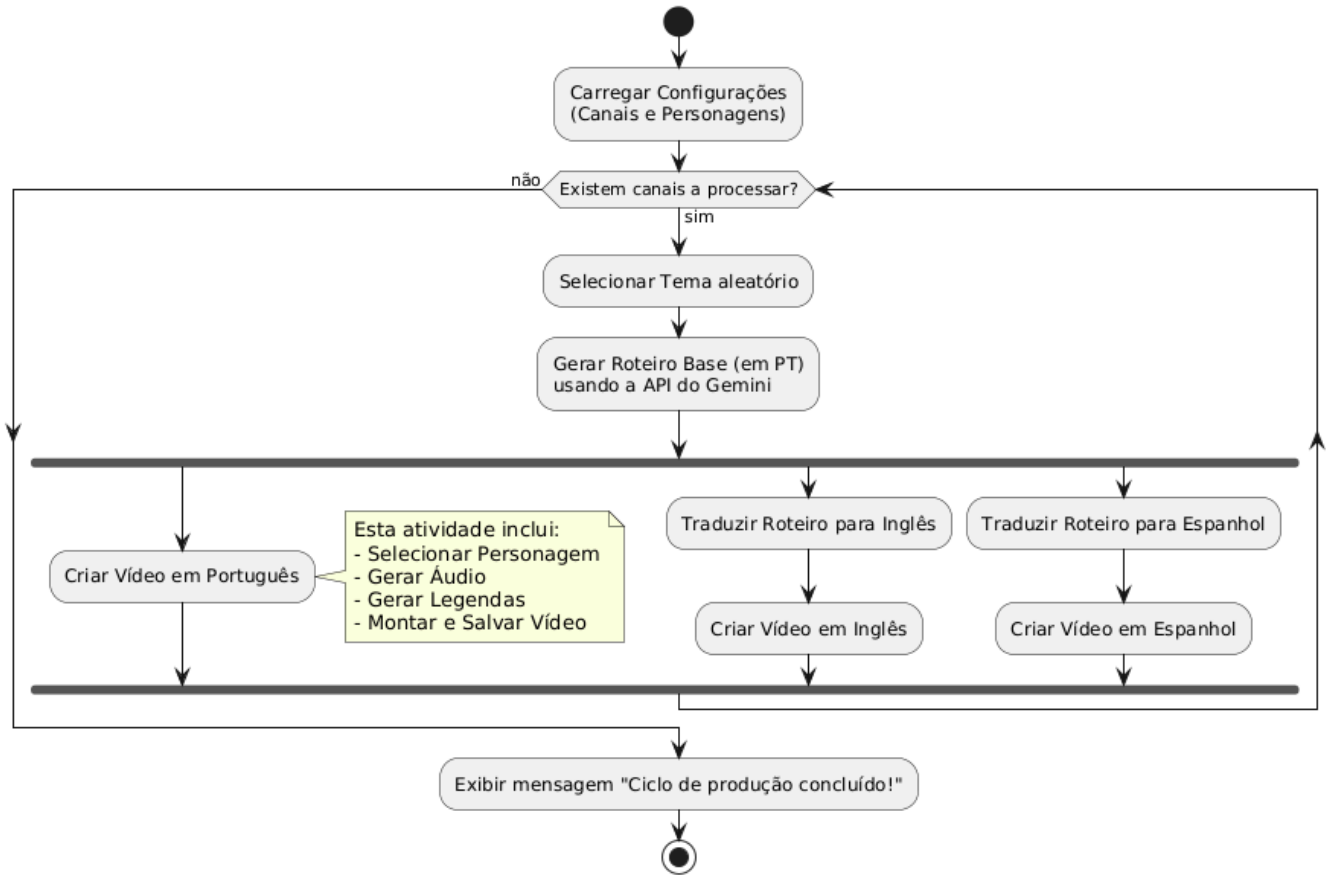 Carregar Configurações
(Canais e Personagens)
não
Existem canais a processar?
sim
Selecionar Tema aleatório
Gerar Roteiro Base (em PT)
usando a API do Gemini
Criar Vídeo em Português
Esta atividade inclui:
- Selecionar Personagem
- Gerar Áudio
- Gerar Legendas
- Montar e Salvar Vídeo
Traduzir Roteiro para Inglês
Criar Vídeo em Inglês
Traduzir Roteiro para Espanhol
Criar Vídeo em Espanhol
Exibir mensagem "Ciclo de produção concluído!"